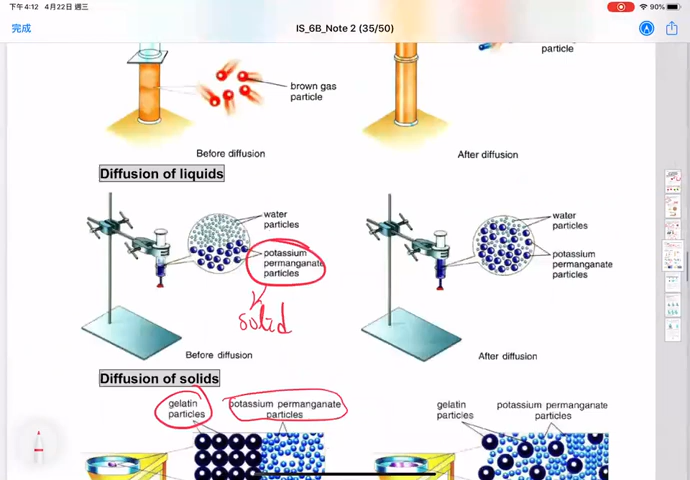 下午4:12 4月22日 週三
90%
完成
IS_6B_Note 2 (35/50)
particle
brown gas
particle
Before diffusion
After diffusion
Diffusion of liquids
water
particles
potassium
permanganate
particles
solid
Before diffusion
water
particles
potassium
permanganate
particles
After diffusion
Diffusion of solids
gelatin
particles
potassium permanganate
particles
gelatin
particles
potassium permanganate
particles